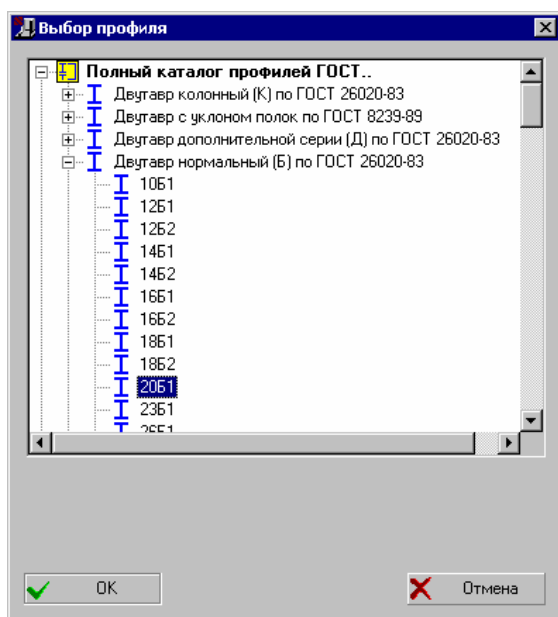 Выбор профиля
Полный каталог профилей ГОСТ..
Двутавр колонный (К) по ГОСТ 26020-83
Двутавр с уклоном полок по ГОСТ 8239-89
Двутавр дополнительной серии (Д) по ГОСТ 26020-83
Двутавр нормальный (Б) по ГОСТ 26020-83
10Б1
12Б1
12Б2
14Б1
14Б2
16Б1
16Б2
18Б1
18Б2
20Б1
23Б1
26Б1
OK
Отмена